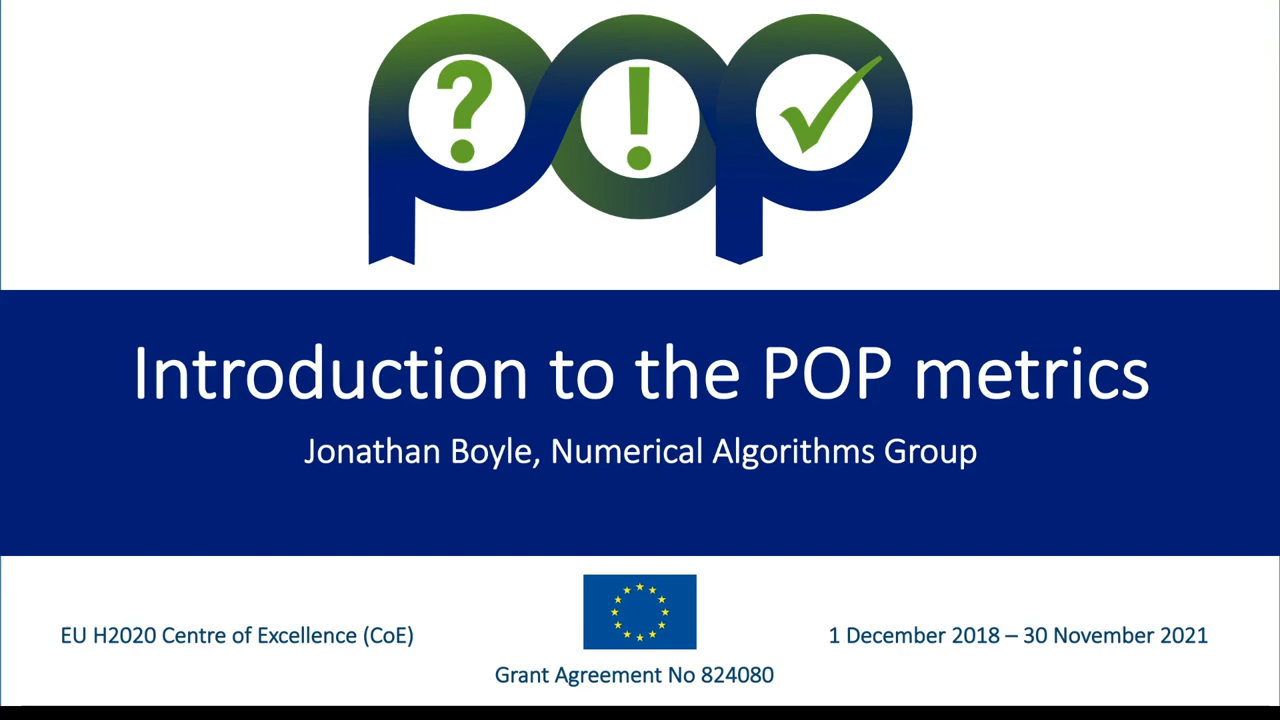 pop
? !
Introduction to the POP metrics
Jonathan Boyle, Numerical Algorithms Group
EU H2020 Centre of Excellence (CoE)
1 December 2018 – 30 November 2021
Grant Agreement No 824080